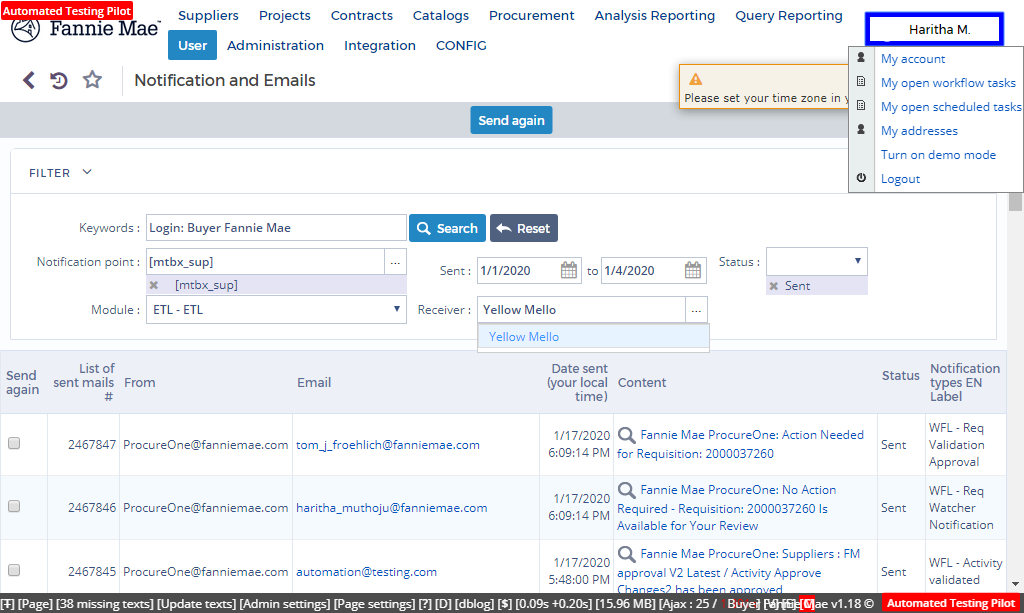 Automated Testing Pilot
Fannie Mae
Suppliers Projects Contracts Catalogs Procurement Analysis Reporting Query Reporting
User Administration Integration CONFIG
Haritha M.
My account
My open workflow tasks
My open scheduled tasks
My addresses
Turn on demo mode
Logout
Notification and Emails
Please set your time zone in
Send again
FILTER
Keywords : Login: Buyer Fannie Mae Search Reset
Notification point : [mtbx_sup] ...
[mtbx_sup]
Sent : 1/1/2020 to 1/4/2020
Status :
Sent
Module : ETL - ETL
Receiver : Yellow Mello ...
Yellow Mello
Send again
List of sent mails #
From
Email
Date sent (your local time)
Content
Status
Notification types EN Label
2467847 ProcureOne@fanniemae.com tom_j_froehlich@fanniemae.com 1/17/2020 6:09:14 PM Fannie Mae ProcureOne: Action Needed for Requisition: 2000037260 Sent WFL - Req Validation Approval
2467846 ProcureOne@fanniemae.com haritha_muthoju@fanniemae.com 1/17/2020 6:09:14 PM Fannie Mae ProcureOne: No Action Required - Requisition: 2000037260 Is Available for Your Review Sent WFL - Req Watcher Notification
2467845 ProcureOne@fanniemae.com automation@testing.com 1/17/2020 5:48:00 PM Fannie Mae ProcureOne: Suppliers : FM approval V2 Latest / Activity Approve Changes2 has been approved Sent WFL - Activity validated
[Ŧ] [Page] [38 missing texts] [Update texts] [Admin settings] [Page settings] [?] [D] [dblog] [$] [0.09s +0.20s] [15.96 MB] [Ajax : 25 / Buyer Mae v1.18 © Automated Testing Pilot